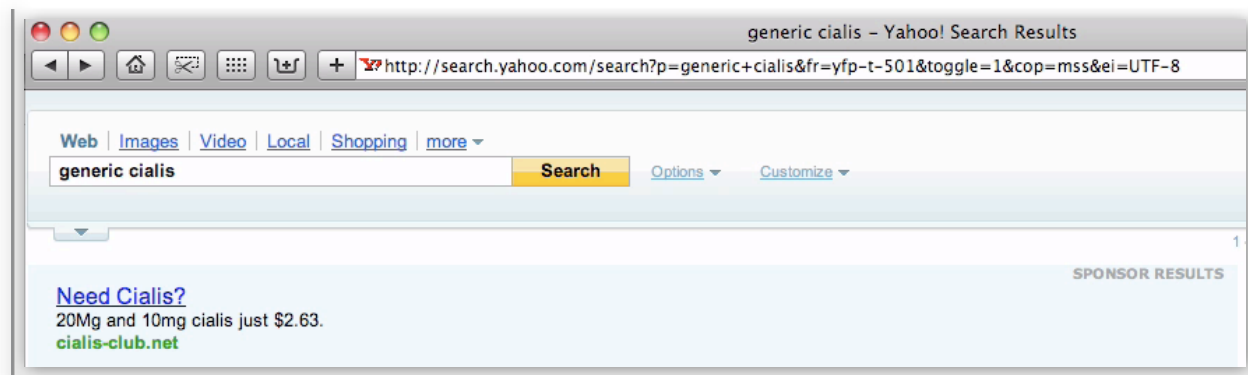 generic cialis – Yahoo! Search Results
http://search.yahoo.com/search?p=generic+cialis&fr=yfp-t-501&toggle=1&cop=mss&ei=UTF-8
Web | Images | Video | Local | Shopping | more
generic cialis Search Options Customize
1
SPONSOR RESULTS
Need Cialis?
20Mg and 10mg cialis just $2.63.
cialis-club.net